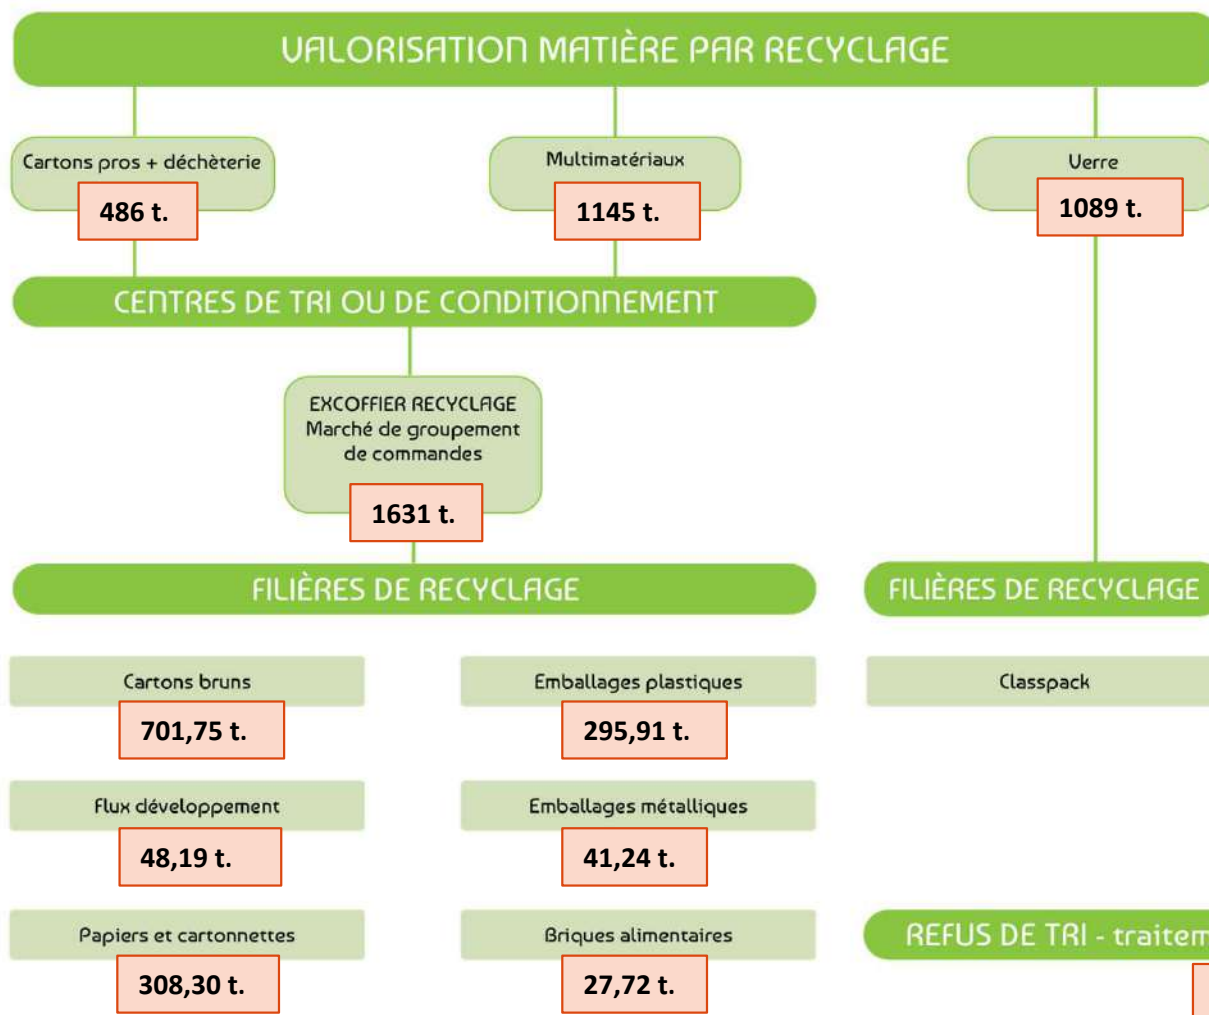 VALORISATION MATIÈRE PAR RECYCLAGE
Cartons pros + déchèterie
486 t.
Multimatériaux
1145 t.
Verre
1089 t.
CENTRES DE TRI OU DE CONDITIONNEMENT
EXCOFFIER RECYCLAGE
Marché de groupement
de commandes
1631 t.
FILIÈRES DE RECYCLAGE
FILIÈRES DE RECYCLAGE
Cartons bruns
701,75 t.
Emballages plastiques
295,91 t.
Classpack
Flux développement
48,19 t.
Emballages métalliques
41,24 t.
Papiers et cartonnettes
308,30 t.
Briques alimentaires
27,72 t.
REFUS DE TRI - traitem